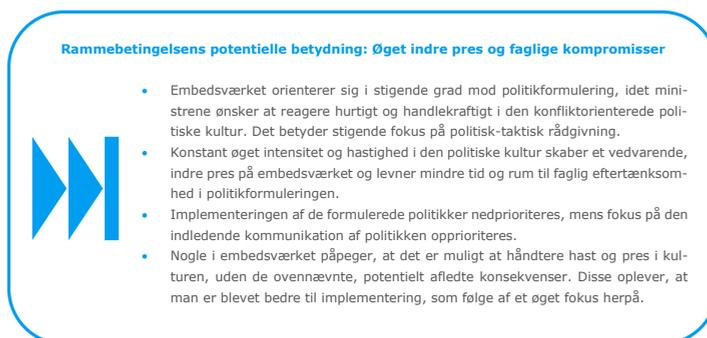 Rammebetingelsens potentielle betydning: Øget indre pres og faglige kompromisser
• Embedsværket orienterer sig i stigende grad mod politikformulering, idet mini-
strene ønsker at reagere hurtigt og handlekraftigt i den konfliktorienterede poli-
tiske kultur. Det betyder stigende fokus på politisk-taktisk rådgivning.
• Konstant øget intensitet og hastighed i den politiske kultur skaber et vedvarende,
indre pres på embedsværket og levner mindre tid og rum til faglig eftertænksom-
hed i politikformuleringen.
• Implementeringen af de formulerede politikker nedprioriteres, mens fokus på den
indledende kommunikation af politikken opprioriteres.
• Nogle i embedsværket påpeger, at det er muligt at håndtere hast og pres i kul-
turen, uden de ovennævnte, potentielt afledte konsekvenser. Disse oplever, at
man er blevet bedre til implementering, som følge af et øget fokus herpå.